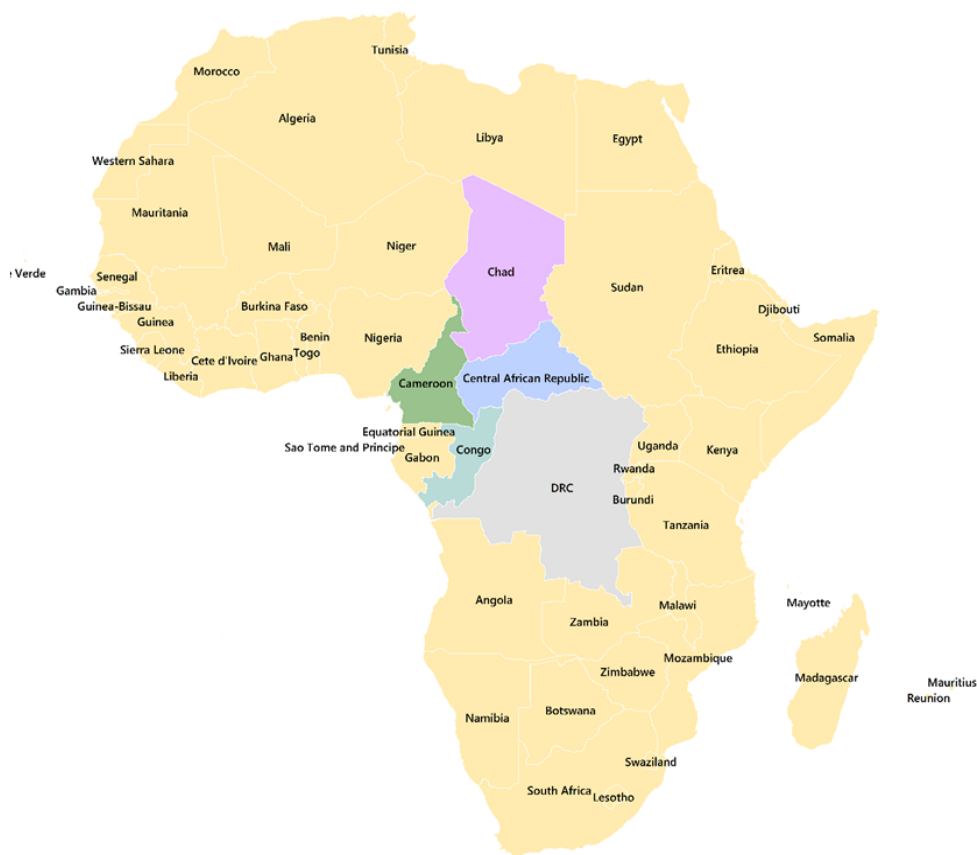 Tunisia
Morocco
Algeria
Libya
Egypt
Western Sahara
Mauritania
Mali
Niger
Chad
e Verde
Senegal
Eritrea
Gambia
Sudan
Guinea-Bissau
Burkina Faso
Djibouti
Guinea
Benin
Nigeria
Somalia
Sierra Leone
Cete d'Ivoire
Ghana
Togo
Ethiopia
Liberia
Cameroon
Central African Republic
Equatorial Guinea
Sao Tome and Principe
Gabon
Congo
Uganda
Kenya
Rwanda
DRC
Burundi
Tanzania
Angola
Malawi
Mayotte
Zambia
Mozambique
Zimbabwe
Madagascar
Mauritius
Reunion
Namibia
Botswana
Swaziland
South Africa
Lesotho